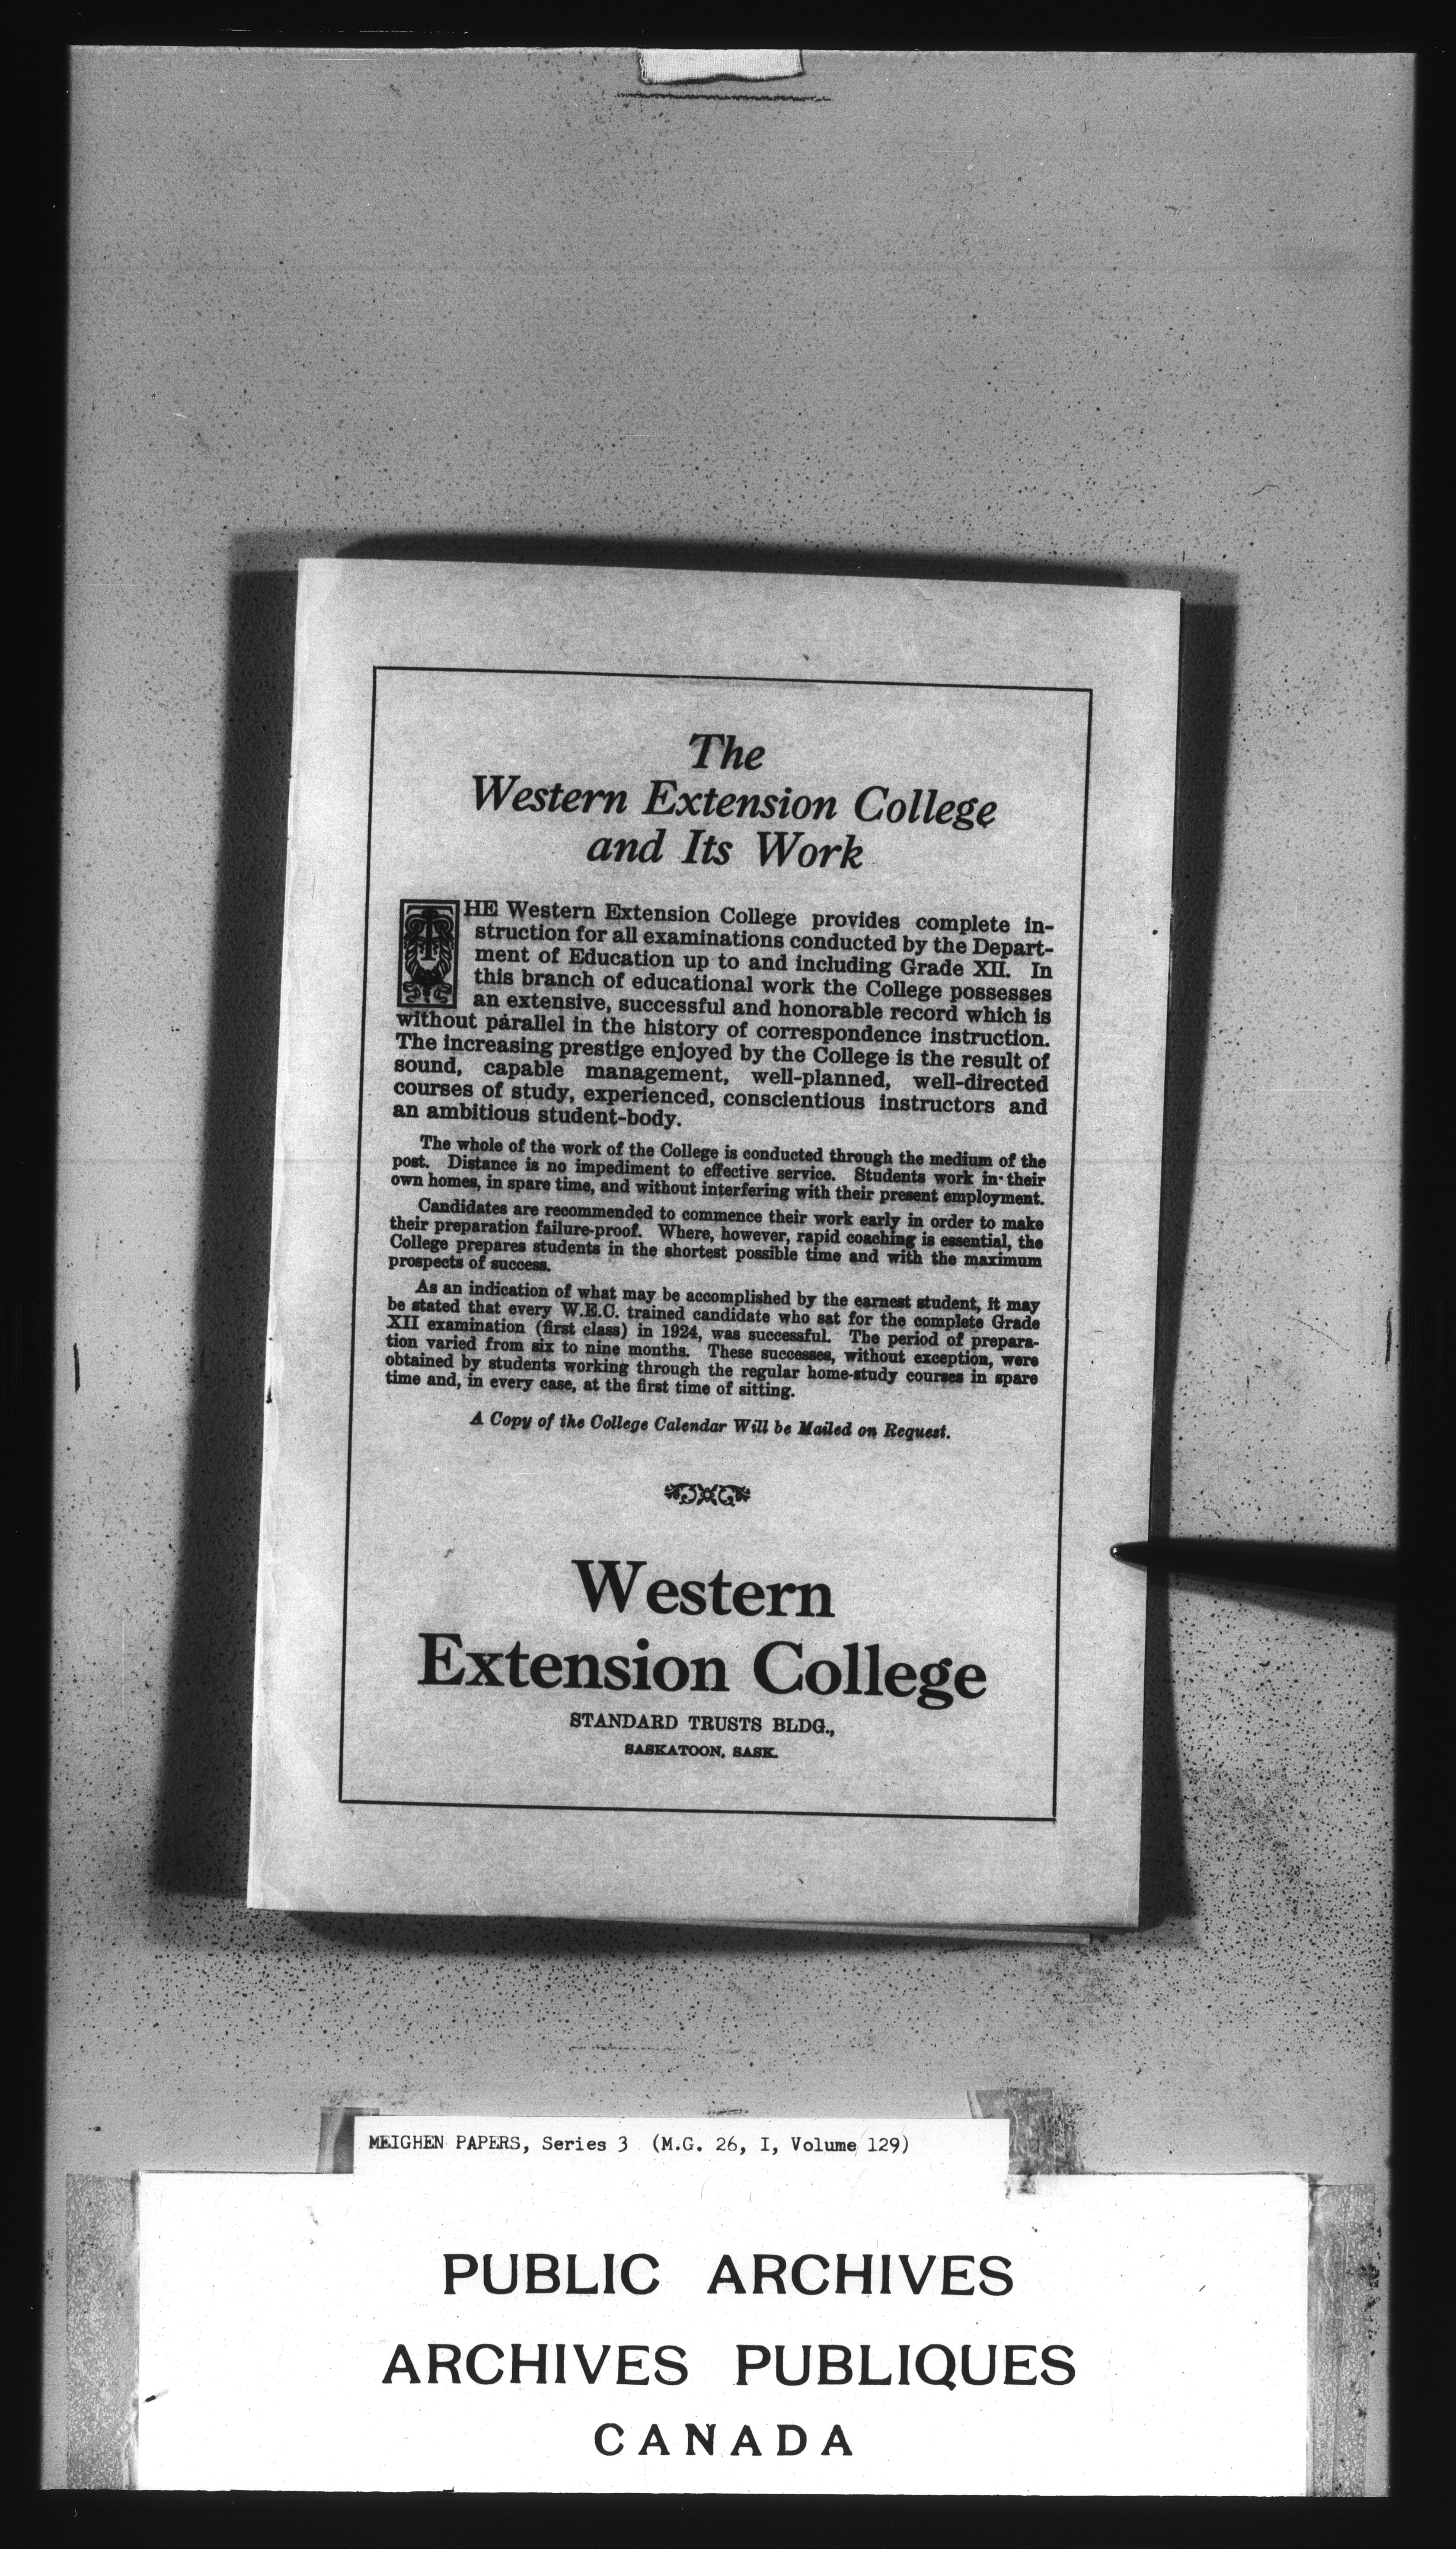 The
Western Extension College
and Its Work
THE Western Extension College provides complete in-
struction for all examinations conducted by the Depart-
ment of Education up to and including Grade XII. In
this branch of educational work the College possesses
an extensive, successful and honorable record which is
without parallel in the history of correspondence instruction.
The increasing prestige enjoyed by the College is the result of
sound, capable management, well-planned, well-directed
courses of study, experienced, conscientious instructors and
an ambitious student-body.
The whole of the work of the College is conducted through the medium of the
post. Distance is no impediment to effective service. Students work in their
own homes, in spare time, and without interfering with their present employment.
Candidates are recommended to commence their work early in order to make
their preparation failure-proof. Where, however, rapid coaching is essential, the
College prepares students in the shortest possible time and with the maximum
prospects of success.
As an indication of what may be accomplished by the earnest student, it may
be stated that every W.E.C. trained candidate who sat for the complete Grade
XII examination (first class) in 1924, was successful. The period of prepara-
tion varied from six to nine months. These successes, without exception, were
obtained by students working through the regular home-study courses in spare
time and, in every case, at the first time of sitting.
A Copy of the College Calendar Will be Mailed on Request.
Western
Extension College
STANDARD TRUSTS BLDG.,
SASKATOON, SASK.
MEIGHEN PAPERS, Series 3 (M.G. 26, I, Volume 129)
PUBLIC ARCHIVES
ARCHIVES PUBLIQUES
CANADA